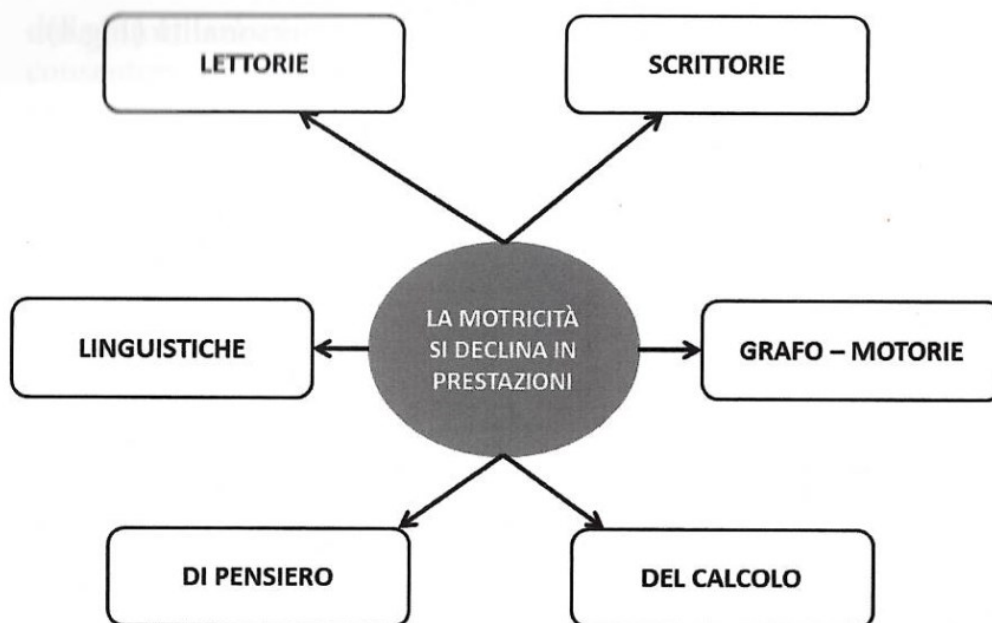 LETTORIE
SCRITTORIE
LA MOTRICITÀ
SI DECLINA IN
PRESTAZIONI
LINGUISTICHE
GRAFO – MOTORIE
DI PENSIERO
DEL CALCOLO